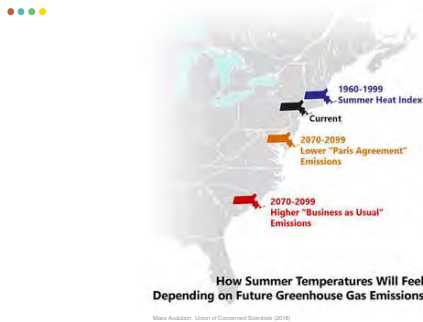 1960-1999
Summer Heat Index
Current
2070-2099
Lower "Paris Agreement"
Emissions
2070-2099
Higher "Business as Usual"
Emissions
How Summer Temperatures Will Feel
Depending on Future Greenhouse Gas Emissions
Mass Audubon, Union of Concerned Scientists (2016)